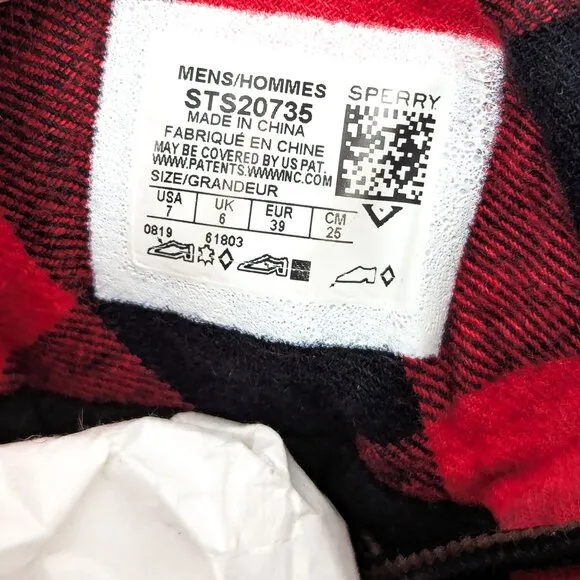 MENS/HOMMES
SPERRY
STS20735
MADE IN CHINA
FABRIQUÉ EN CHINE
MAY BE COVERED BY US PAT.
WWW.PATENTS.WWWINC.COM
SIZE/GRANDEUR
USA UK EUR CM
7 6 39 25
0819 61803